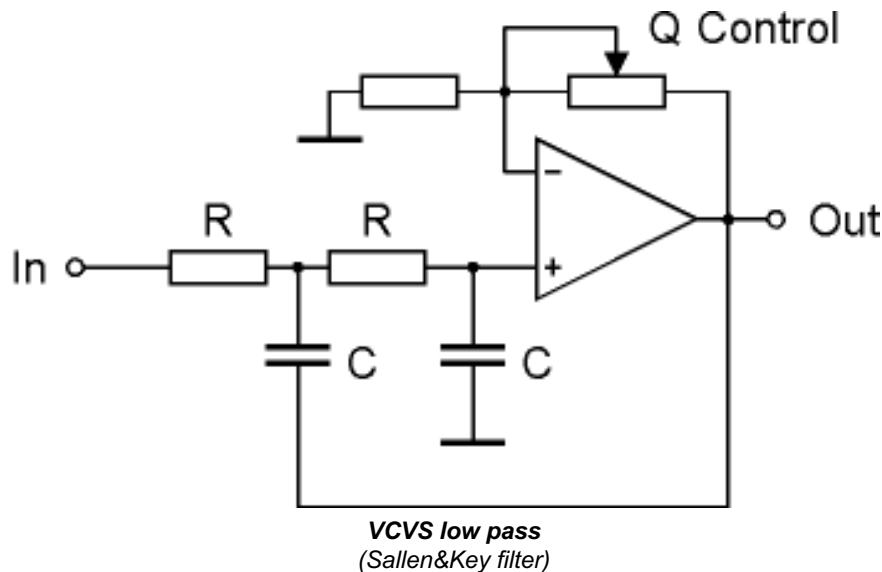 Q Control
−
R
R
Out
In
+
C
C
VCVS low pass
(Sallen&Key filter)